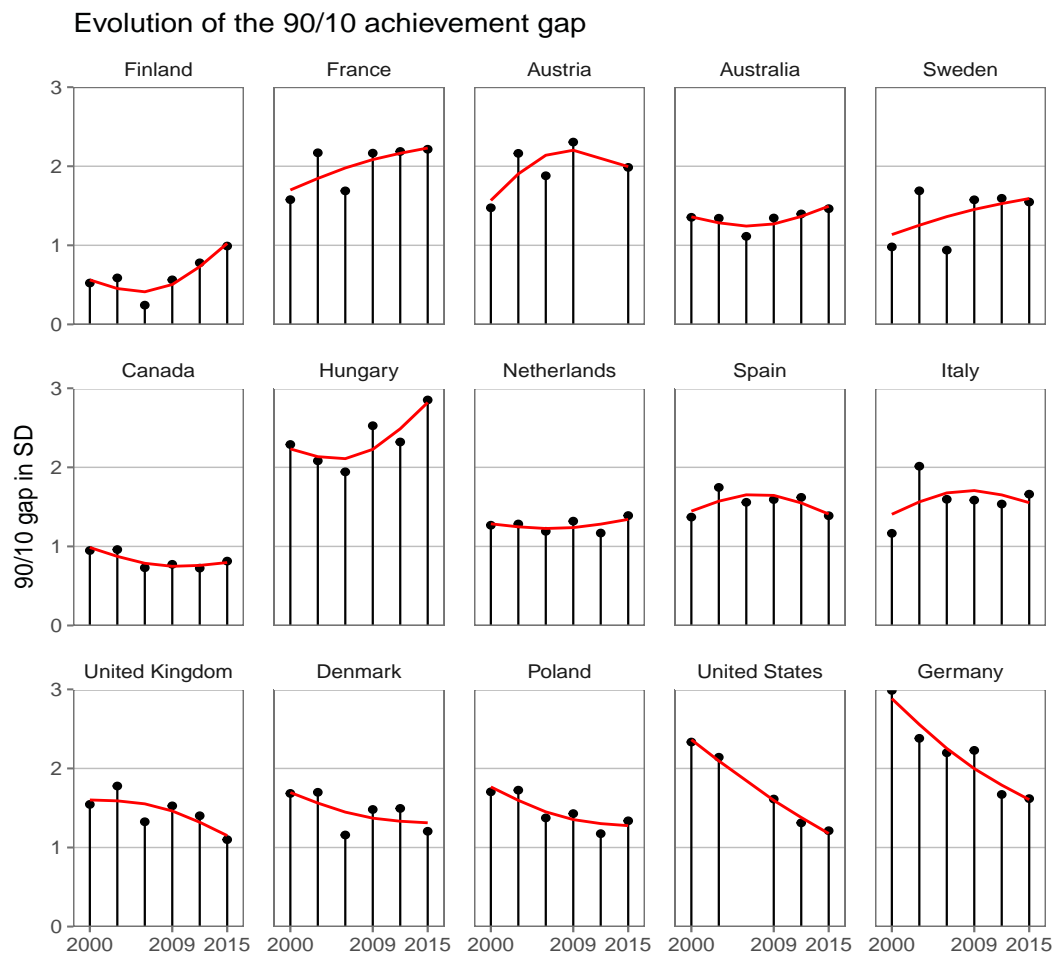 Evolution of the 90/10 achievement gap
Finland France Austria Australia Sweden
3
2
1
0
Canada Hungary Netherlands Spain Italy
3
2
1
0
90/10 gap in SD
United Kingdom Denmark Poland United States Germany
3
2
1
0
2000 2009 2015 2000 2009 2015 2000 2009 2015 2000 2009 2015 2000 2009 2015